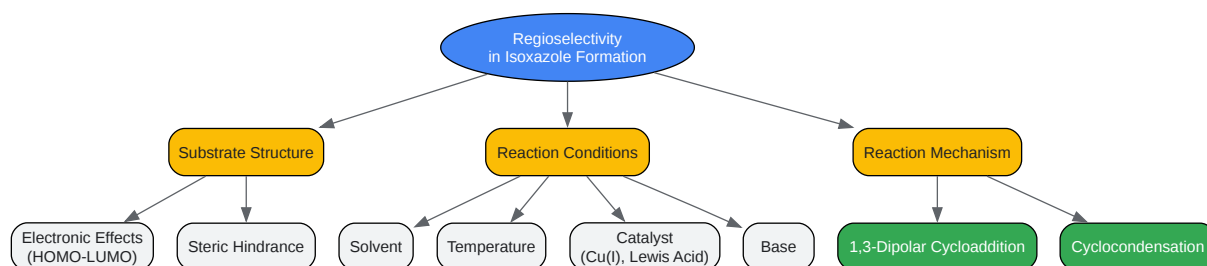 Regioselectivity
in Isoxazole Formation
Substrate Structure
Reaction Conditions
Reaction Mechanism
Electronic Effects
(HOMO-LUMO)
Steric Hindrance
Solvent
Temperature
Catalyst
(Cu(I), Lewis Acid)
Base
1,3-Dipolar Cycloaddition
Cyclocondensation